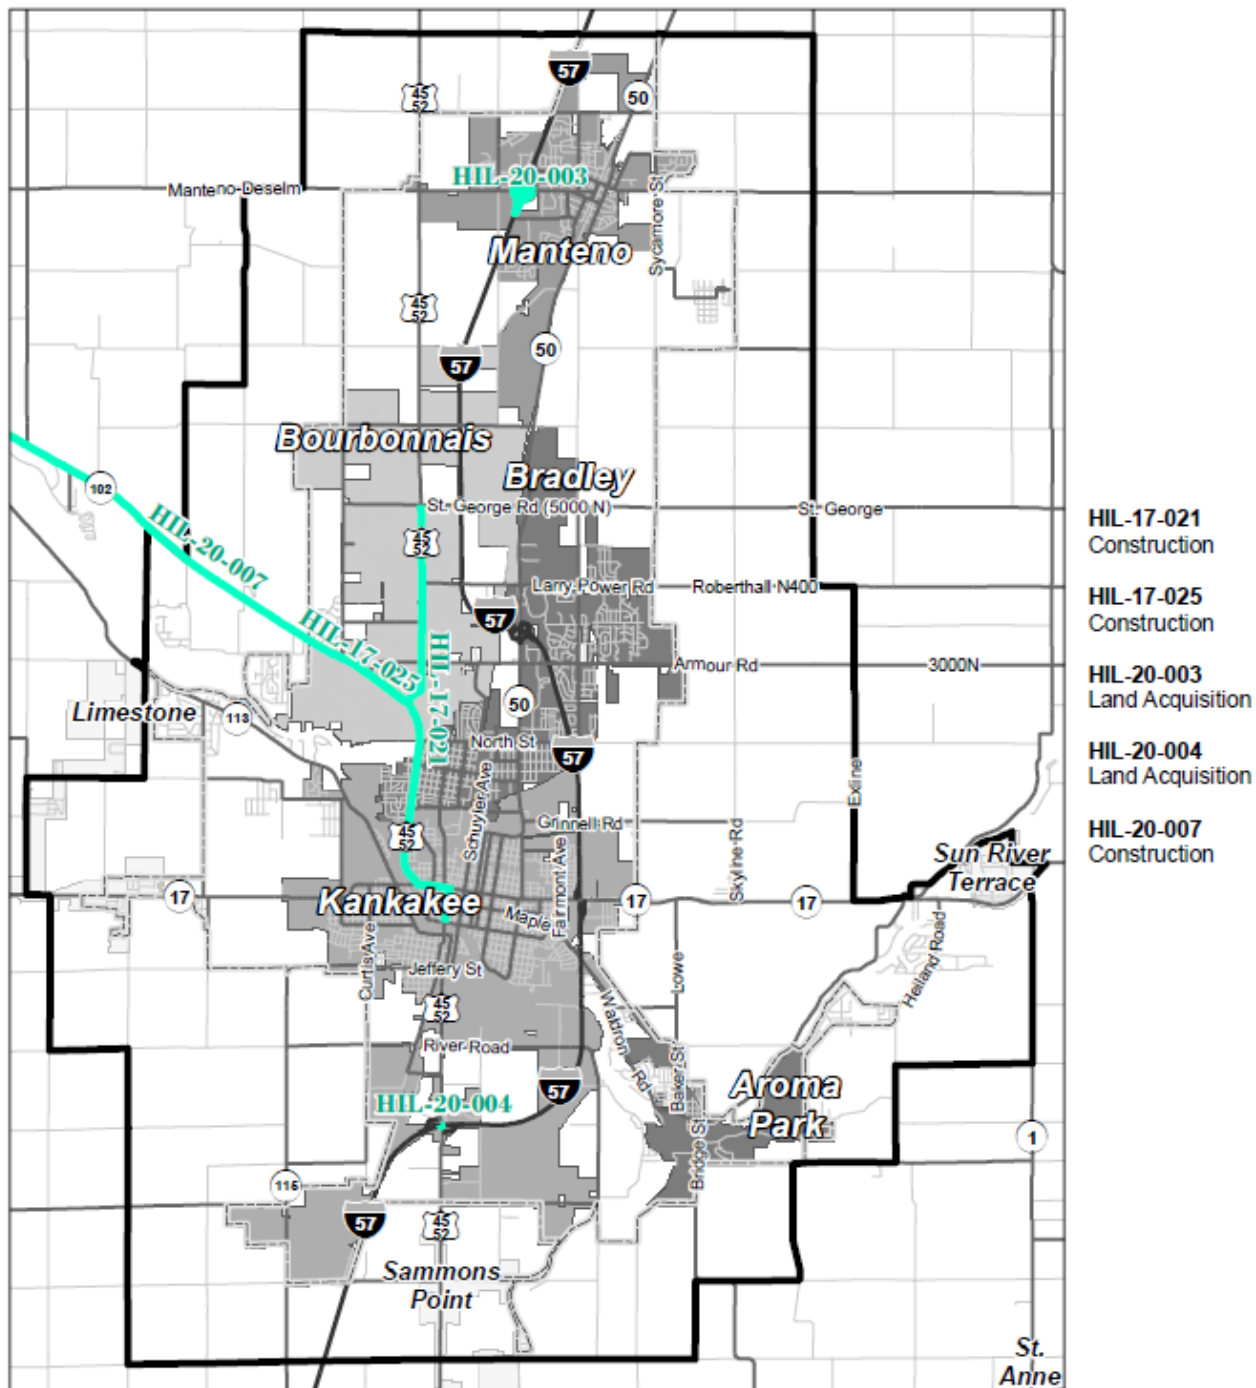 57
50
45
52
HIL-20-003
Manteno-Deselm
Sycamore St
Manteno
45
52
50
57
Bourbonnais
Bradley
102
St. George Rd (5000 N)
St. George
HIL-17-021
Construction
45
52
HIL-20-007
Larry Power Rd
Roberthall N400
HIL-17-025
Construction
57
HIL-17-025
HIL-17-021
Armour Rd
3000N
HIL-20-003
Land Acquisition
Limestone
113
50
North St
57
HIL-20-004
Land Acquisition
Exline
Schuyler Ave
45
52
Grinnell Rd
Skyline Rd
HIL-20-007
Construction
Sun River
Terrace
17
Kankakee
Maple
Fairmont Ave
17
17
Curtis Ave
Jeffery St
Lowe
Heiland Road
45
52
Waldron Rd
River Road
Baker St
57
Aroma
Park
HIL-20-004
Bridge St
1
115
57
45
52
Sammons
Point
St.
Anne